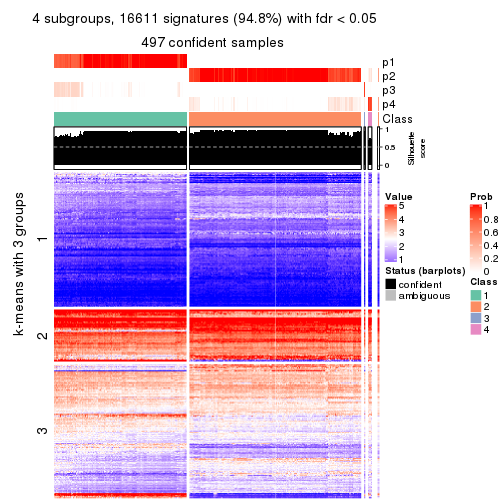 4 subgroups, 16611 signatures (94.8%) with fdr < 0.05
497 confident samples
p1
p2
p3
p4
Class
1
0.5
0
Silhouette
score
k-means with 3 groups
1
2
3
Value
5
4
3
2
1
Status (barplots)
confident
ambiguous
Prob
1
0.8
0.6
0.4
0.2
0
Class
1
2
3
4